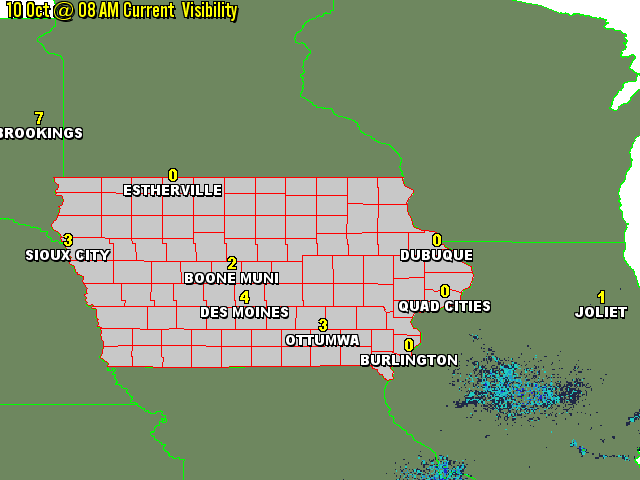 10 Oct @ 08 AM Current Visibility
7
BROOKINGS
0
ESTHERVILLE
3
SIOUX CITY
0
DUBUQUE
2
BOONE MUNI
4
DES MOINES
0
QUAD CITIES
1
JOLIET
3
OTTUMWA
0
BURLINGTON